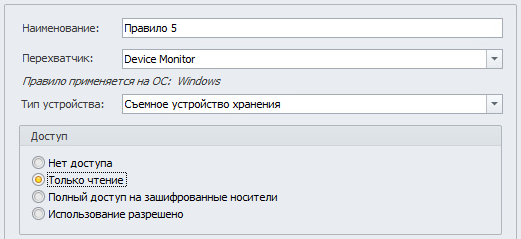 Наименование: Правило 5
Перехватчик: Device Monitor
Правило применяется на ОС: Windows
Тип устройства: Съемное устройство хранения
Доступ
Нет доступа
Только чтение
Полный доступ на зашифрованные носители
Использование разрешено